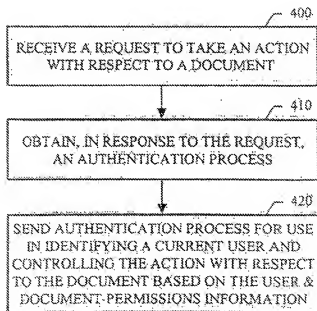 400
RECEIVE A REQUEST TO TAKE AN ACTION
WITH RESPECT TO A DOCUMENT
410
OBTAIN, IN RESPONSE TO THE REQUEST,
AN AUTHENTICATION PROCESS
420
SEND AUTHENTICATION PROCESS FOR USE
IN IDENTIFYING A CURRENT USER AND
CONTROLLING THE ACTION WITH RESPECT
TO THE DOCUMENT BASED ON THE USER &
DOCUMENT-PERMISSIONS INFORMATION